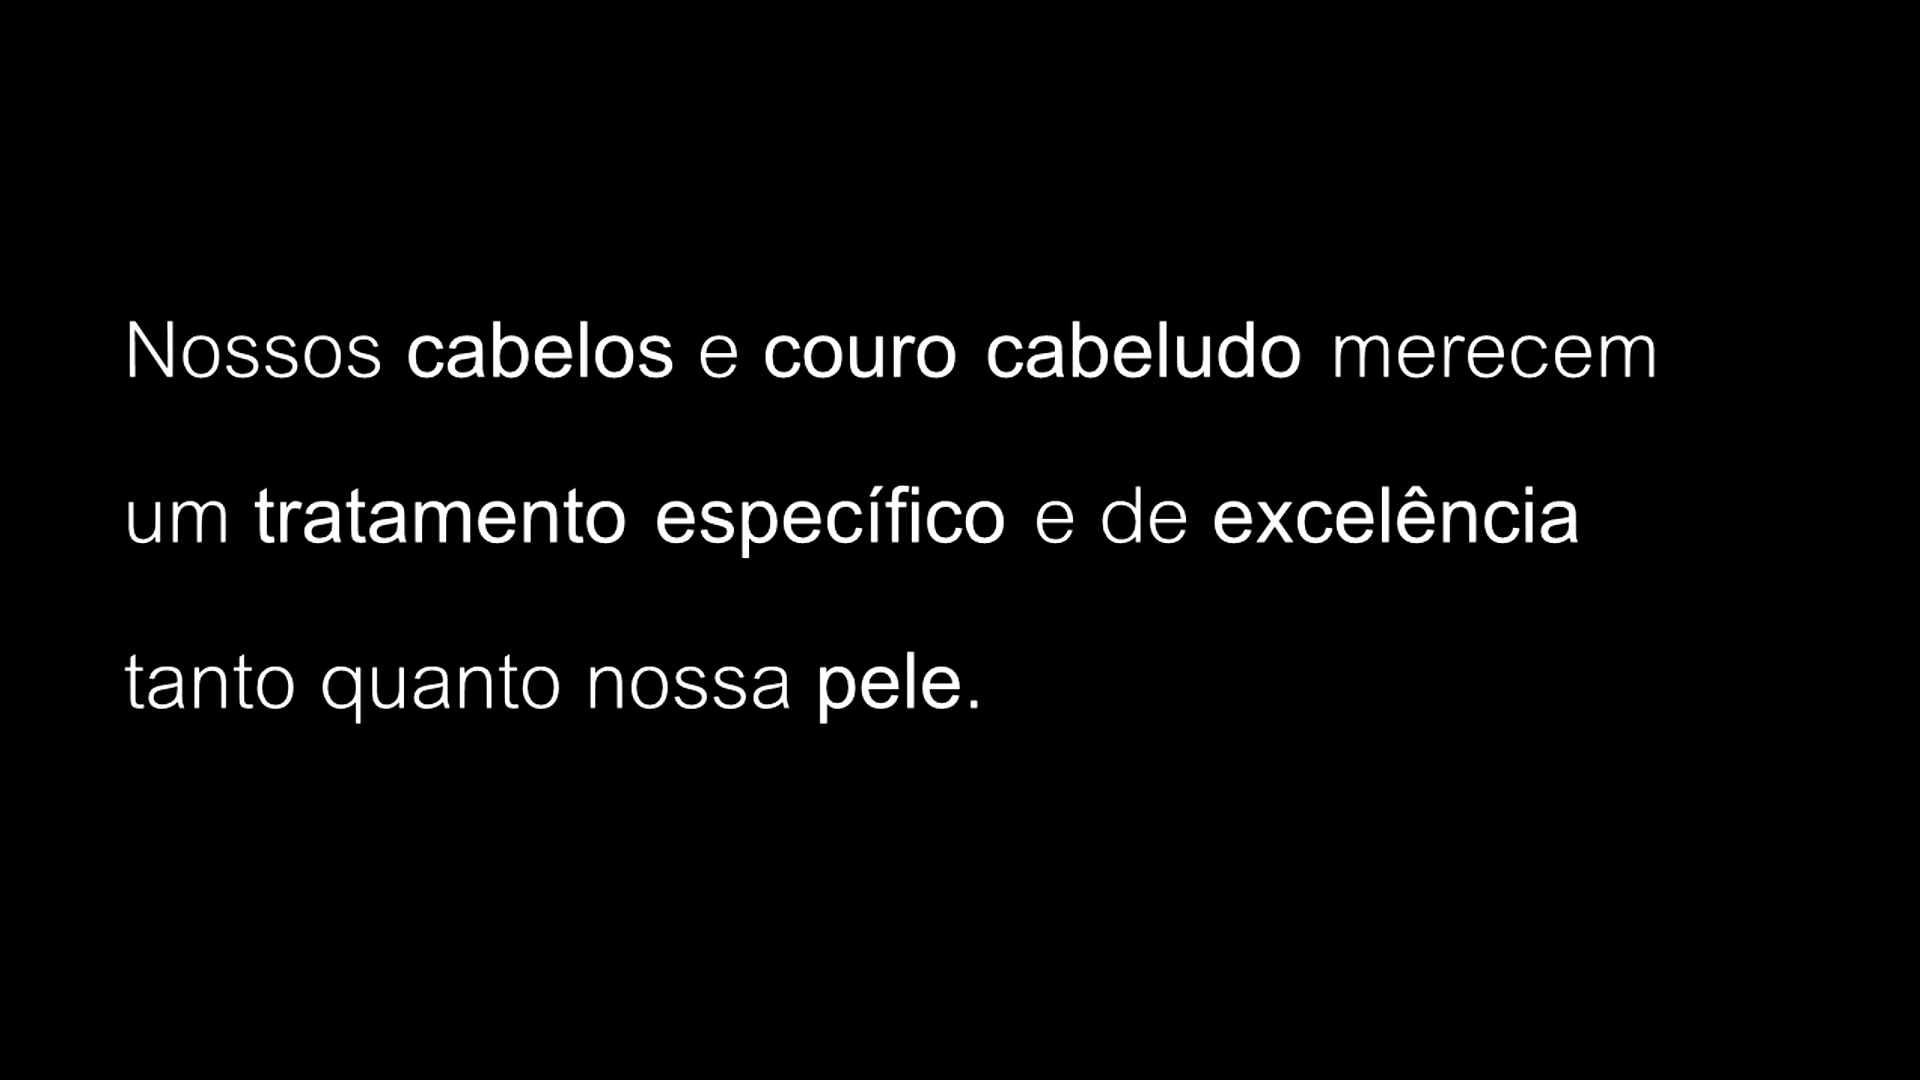 Nossos cabelos e couro cabeludo merecem
um tratamento específico e de excelência
tanto quanto nossa pele.